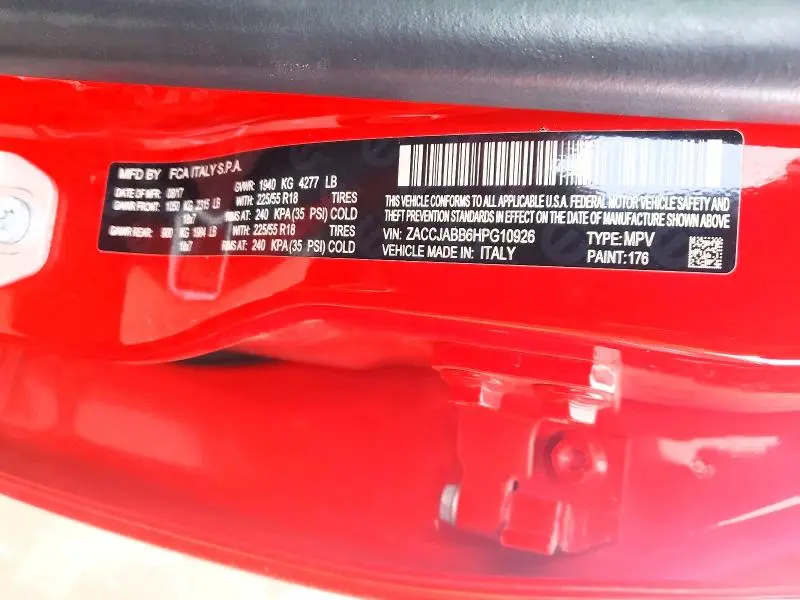 MFD BY FCA ITALY S.P.A.
DATE OF MFR 08/17 GVWR: 1940 KG 4277 LB
GAWR FRONT: 1050 KG 2315 LB WITH: 225/55 R18 TIRES
18x7 RIMS AT: 240 KPA(35 PSI) COLD
GAWR REAR: 900 KG 1984 LB WITH: 225/55 R18 TIRES
18x7 RIMS AT: 240 KPA(35 PSI) COLD
THIS VEHICLE CONFORMS TO ALL APPLICABLE U.S.A. FEDERAL MOTOR VEHICLE SAFETY AND
THEFT PREVENTION STANDARDS IN EFFECT ON THE DATE OF MANUFACTURE SHOWN ABOVE
VIN: ZACCJABB6HPG10926 TYPE: MPV
VEHICLE MADE IN: ITALY PAINT: 176